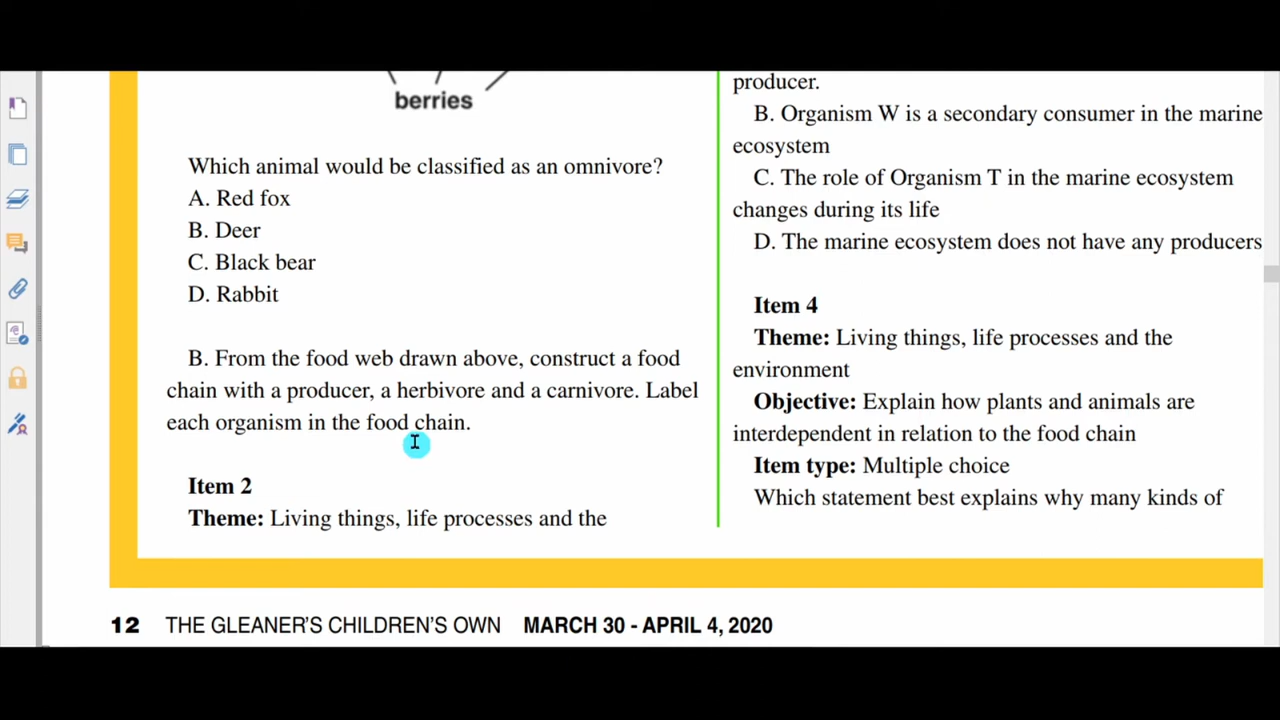 berries
Which animal would be classified as an omnivore?
A. Red fox
B. Deer
C. Black bear
D. Rabbit
B. From the food web drawn above, construct a food
chain with a producer, a herbivore and a carnivore. Label
each organism in the food chain.
Item 2
Theme: Living things, life processes and the
producer.
B. Organism W is a secondary consumer in the marine
ecosystem
C. The role of Organism T in the marine ecosystem
changes during its life
D. The marine ecosystem does not have any producers
Item 4
Theme: Living things, life processes and the
environment
Objective: Explain how plants and animals are
interdependent in relation to the food chain
Item type: Multiple choice
Which statement best explains why many kinds of
12 THE GLEANER'S CHILDREN'S OWN MARCH 30 - APRIL 4, 2020